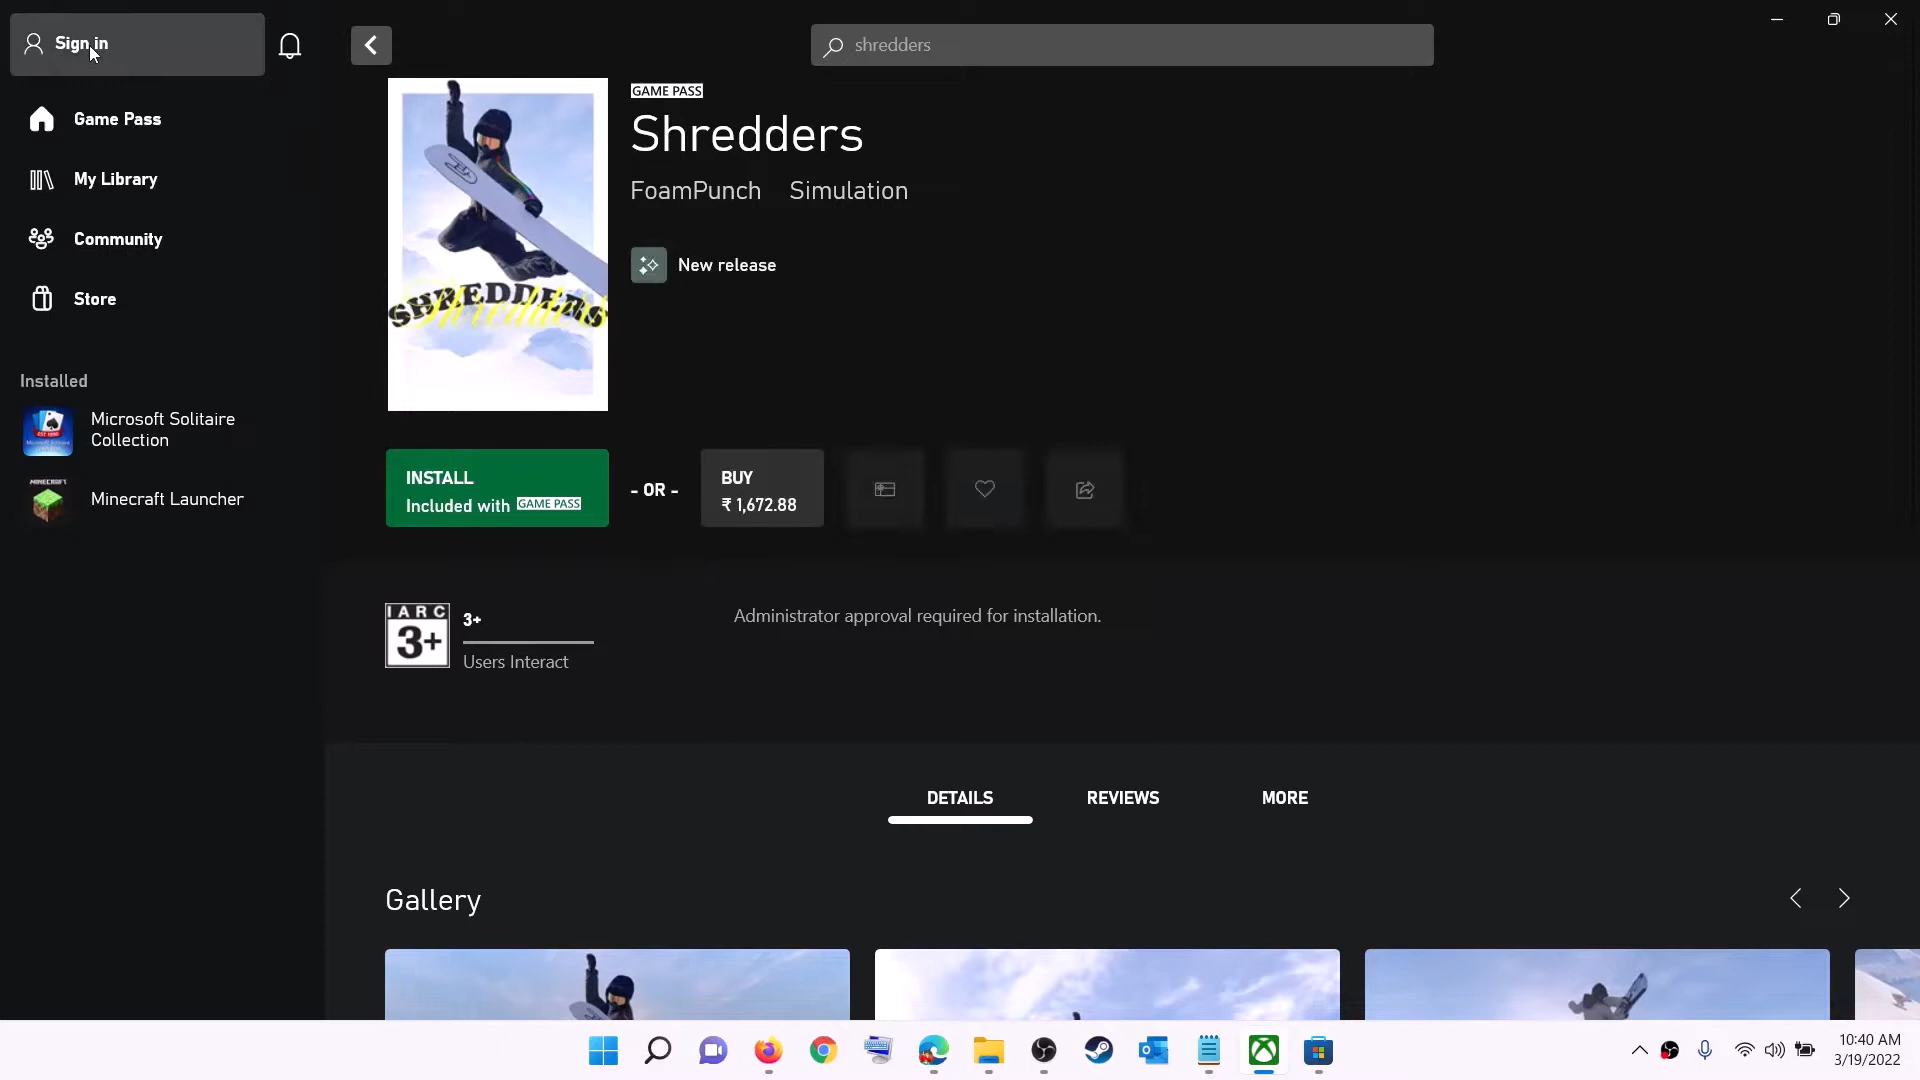 Sign in
shredders
Game Pass
My Library
Community
Store
Installed
Microsoft Solitaire
Collection
Minecraft Launcher
GAME PASS
Shredders
FoamPunch Simulation
New release
SHREDDERS
Shredders
INSTALL
Included with GAME PASS
- OR -
BUY
₹ 1,672.88
IARC
3+
3+
Users Interact
Administrator approval required for installation.
DETAILS REVIEWS MORE
Gallery
10:40 AM
3/19/2022